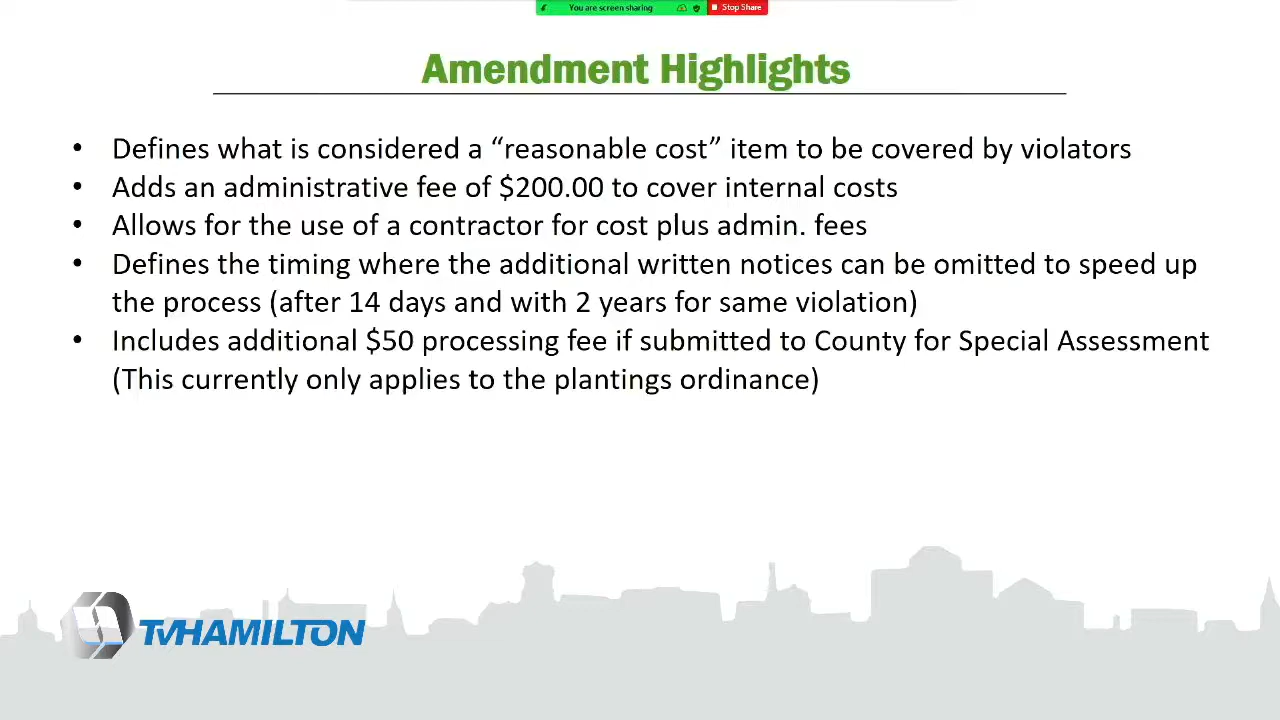 You are screen sharing Stop Share
Amendment Highlights
• Defines what is considered a “reasonable cost” item to be covered by violators
• Adds an administrative fee of $200.00 to cover internal costs
• Allows for the use of a contractor for cost plus admin. fees
• Defines the timing where the additional written notices can be omitted to speed up
the process (after 14 days and with 2 years for same violation)
• Includes additional $50 processing fee if submitted to County for Special Assessment
(This currently only applies to the plantings ordinance)
TVHAMILTON